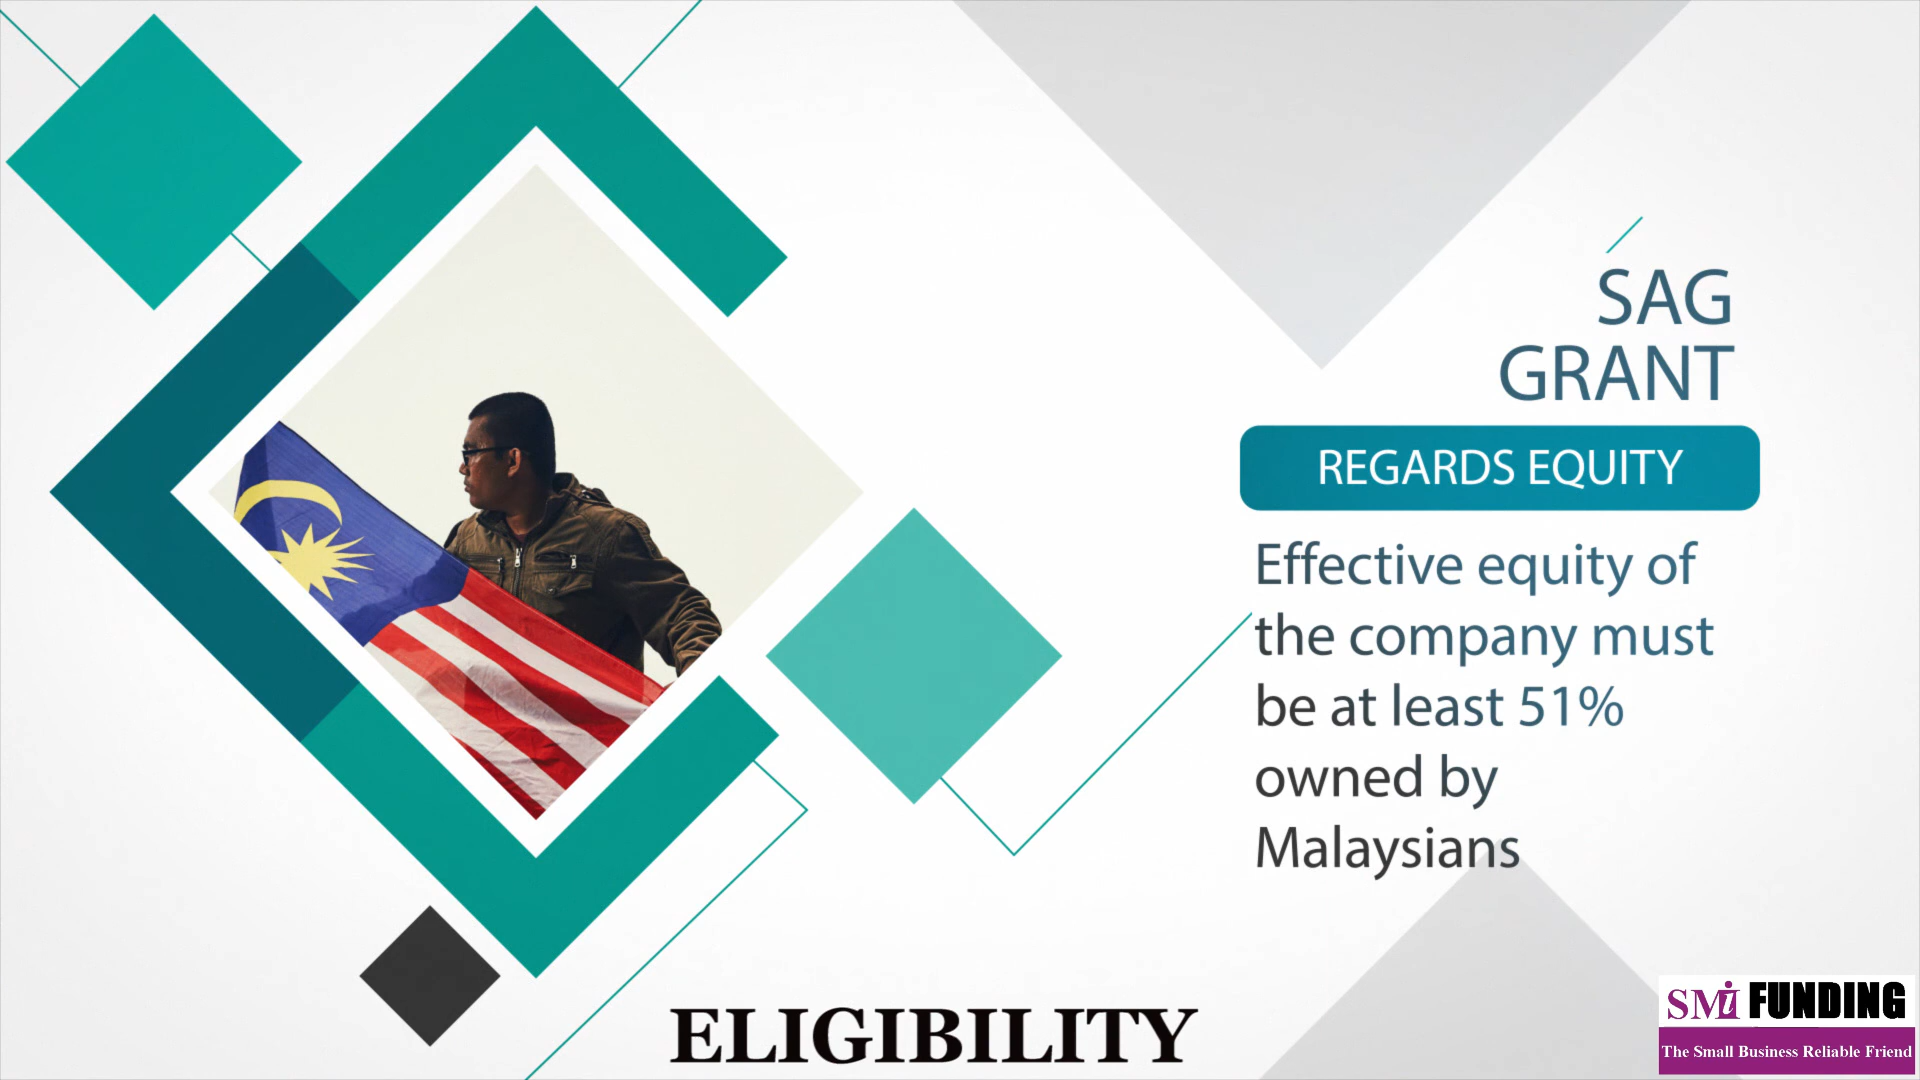 SAG
GRANT
REGARDS EQUITY
Effective equity of
the company must
be at least 51%
owned by
Malaysians
ELIGIBILITY
SMi FUNDING
The Small Business Reliable Friend